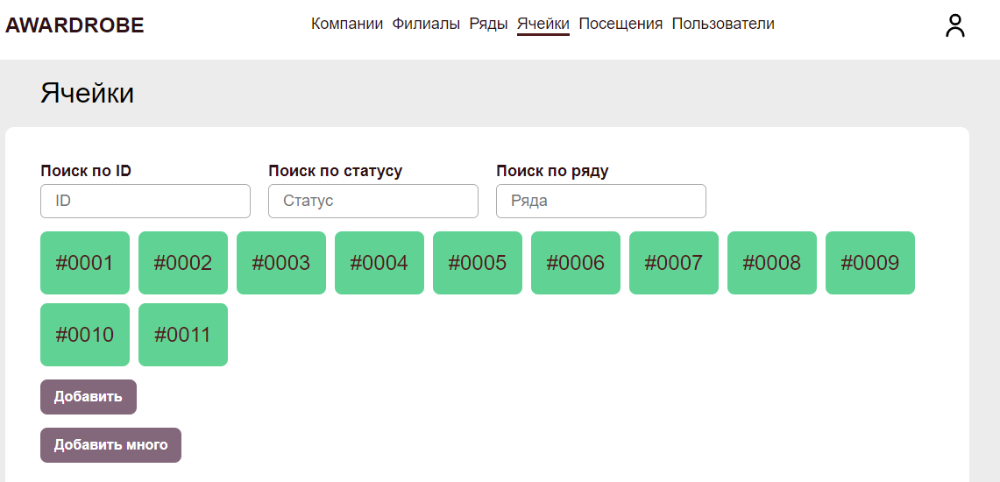 AWARDROBE Компании Филиалы Ряды Ячейки Посещения Пользователи
Ячейки
Поиск по ID Поиск по статусу Поиск по ряду
ID Статус Ряда
#0001 #0002 #0003 #0004 #0005 #0006 #0007 #0008 #0009
#0010 #0011
Добавить
Добавить много